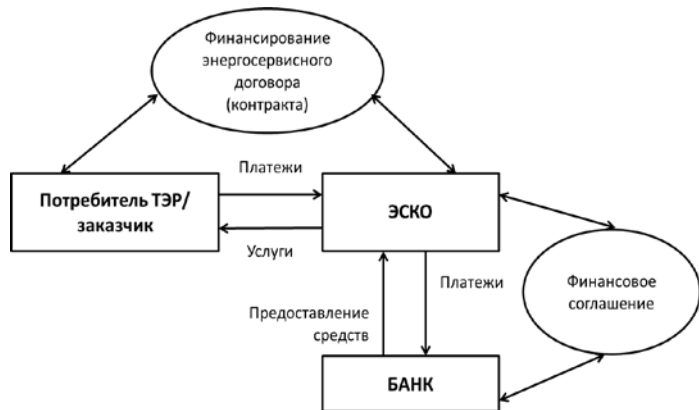 Финансирование
энергосервисного
договора
(контракта)
Платежи
Потребитель ТЭР/
заказчик
ЭСКО
Услуги
Платежи
Финансовое
соглашение
Предоставление
средств
БАНК